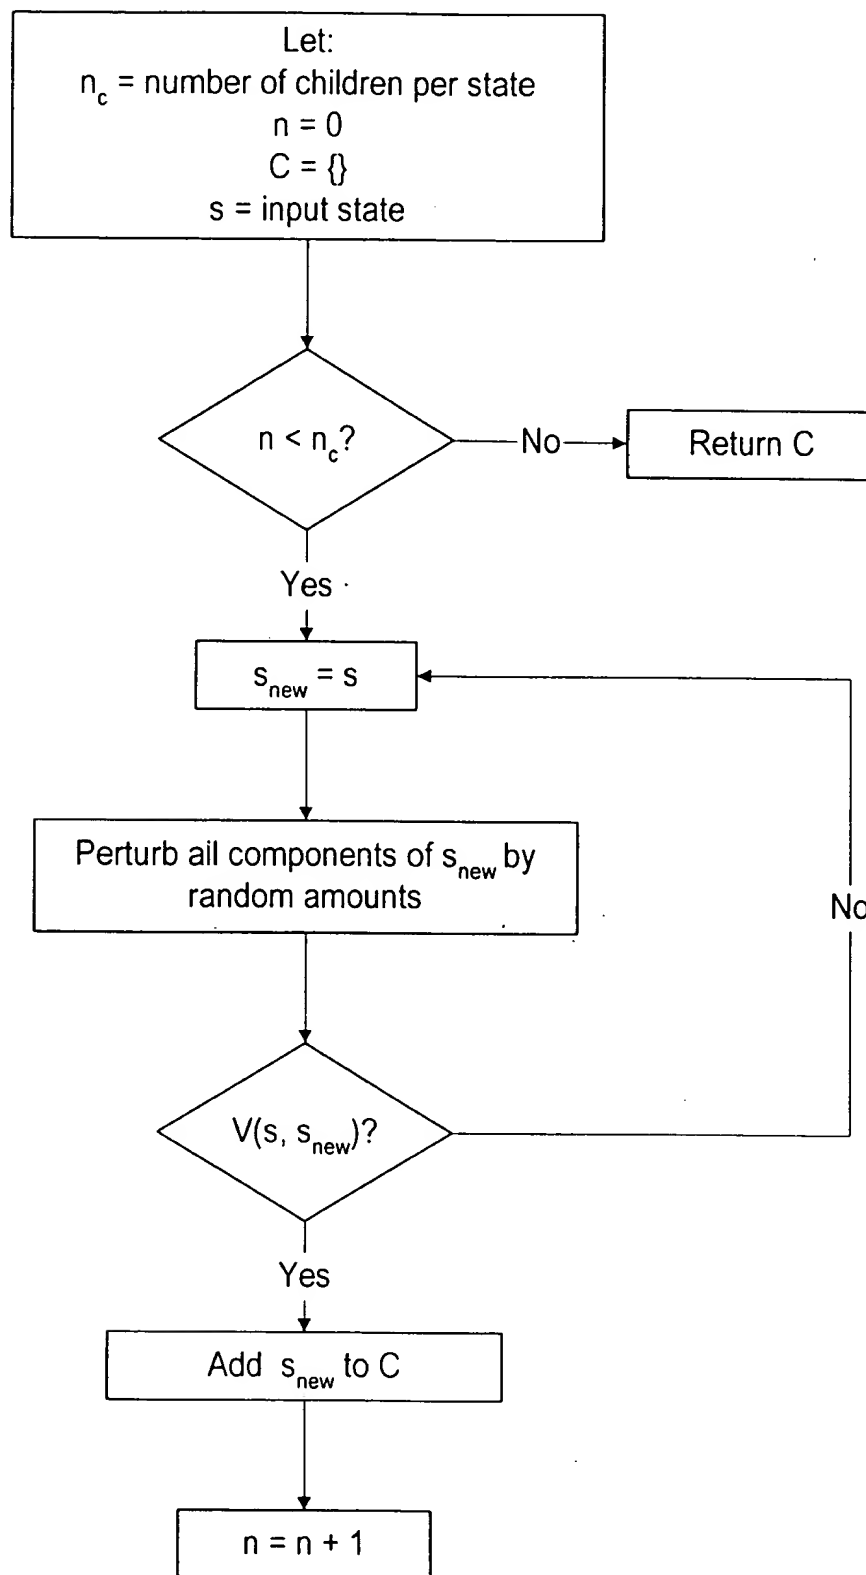 Let:
n_c = number of children per state
n = 0
C = {}
s = input state
n < n_c?
No
Return C
Yes
s_new = s
Perturb all components of s_new by
random amounts
No
V(s, s_new)?
Yes
Add s_new to C
n = n + 1